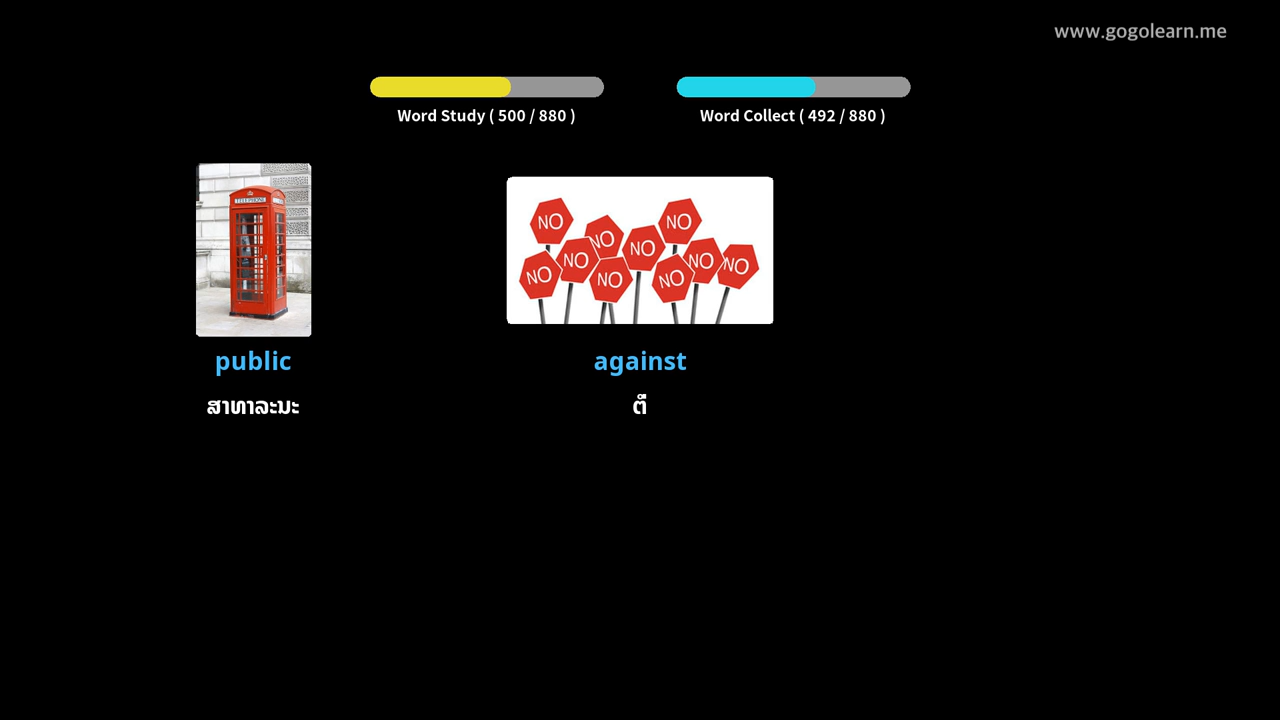 www.gogolearn.me
Word Study ( 500 / 880 )
Word Collect ( 492 / 880 )
TELEPHONE
NO
NO
NO
NO
NO
NO
NO
NO
NO
NO
public
against
ສາທາລະນະ
ຕໍ່